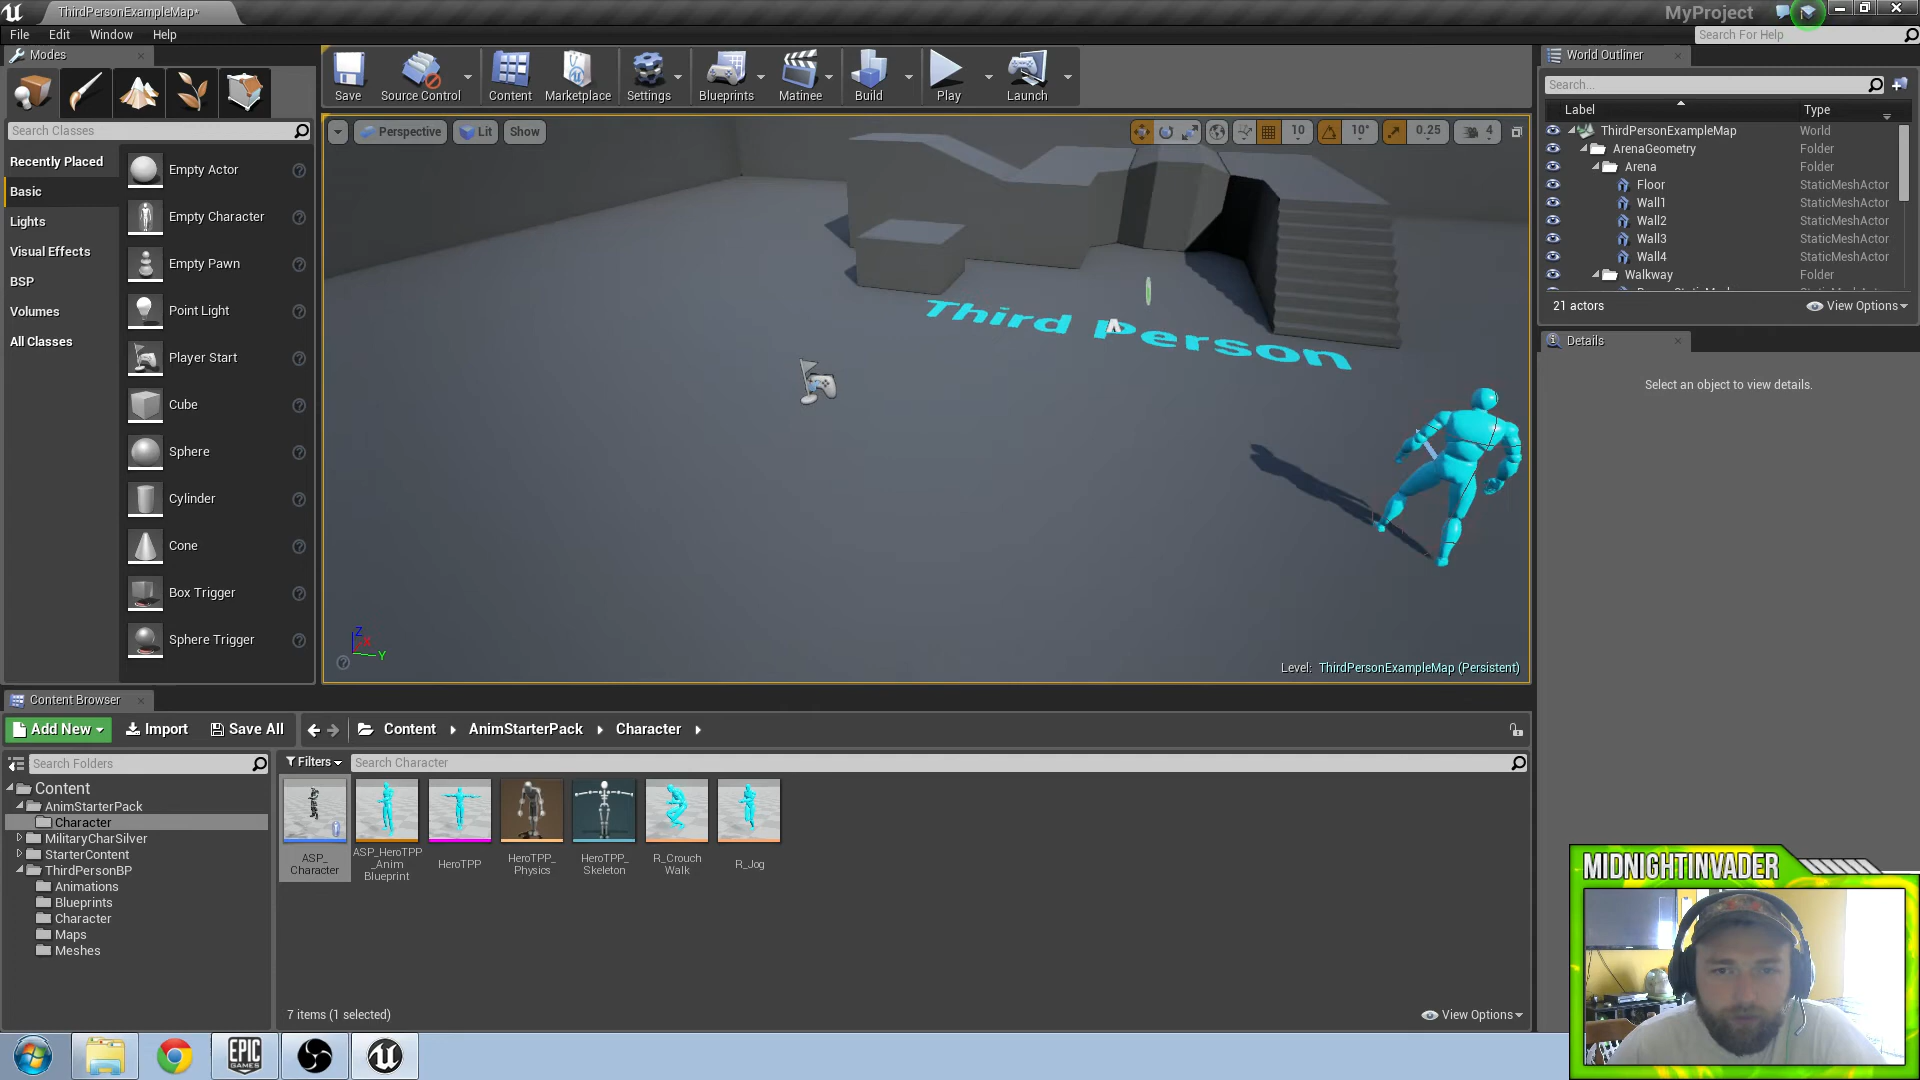 ThirdPersonExampleMap*
MyProject
File
Edit
Window
Help
Search For Help
Modes
Search Classes
Recently Placed
Basic
Lights
Visual Effects
BSP
Volumes
All Classes
Empty Actor
Empty Character
Empty Pawn
Point Light
Player Start
Cube
Sphere
Cylinder
Cone
Box Trigger
Sphere Trigger
Save
Source Control
Content
Marketplace
Settings
Blueprints
Matinee
Build
Play
Launch
Perspective
Lit
Show
10
10°
0.25
4
Third Person
Z
X
Y
Level: ThirdPersonExampleMap (Persistent)
World Outliner
Search...
Label
Type
ThirdPersonExampleMap
World
ArenaGeometry
Folder
Arena
Folder
Floor
StaticMeshActor
Wall1
StaticMeshActor
Wall2
StaticMeshActor
Wall3
StaticMeshActor
Wall4
StaticMeshActor
Walkway
Folder
21 actors
View Options
Details
Select an object to view details.
Content Browser
Add New
Import
Save All
Content
AnimStarterPack
Character
Search Folders
Filters
Search Character
Content
AnimStarterPack
Character
MilitaryCharSilver
StarterContent
ThirdPersonBP
Animations
Blueprints
Character
Maps
Meshes
ASP_
Character
ASP_HeroTPP
_Anim
Blueprint
HeroTPP
HeroTPP_
Physics
HeroTPP_
Skeleton
R_Crouch
Walk
R_Jog
7 items (1 selected)
View Options
MIDNIGHTINVADER
EPIC
GAMES